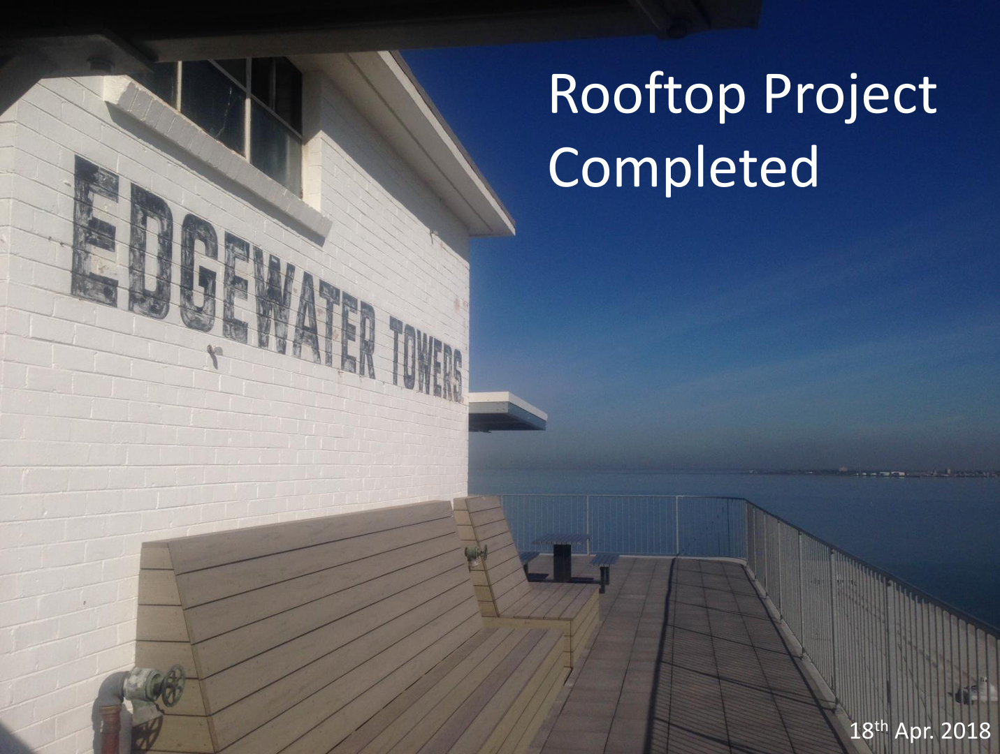 Rooftop Project
Completed
EDGEWATER TOWERS
18th Apr. 2018